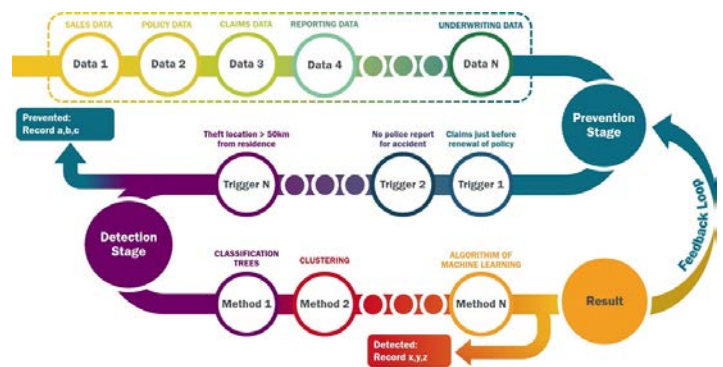 SALES DATA
POLICY DATA
CLAIMS DATA
REPORTING DATA
UNDERWRITING DATA
Data 1
Data 2
Data 3
Data 4
Data N
Prevented:
Record a,b,c
Prevention
Stage
Theft location > 50km
from residence
No police report
for accident
Claims just before
renewal of policy
Trigger N
Trigger 2
Trigger 1
Detection
Stage
Feedback Loop
CLASSIFICATION
TREES
CLUSTERING
ALGORITHIM OF
MACHINE LEARNING
Method 1
Method 2
Method N
Result
Detected:
Record x,y,z